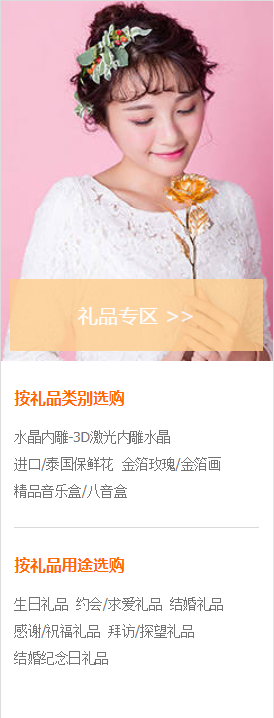 礼品专区 >>
按礼品类别选购
水晶内雕-3D激光内雕水晶
进口/泰国保鲜花 金箔玫瑰/金箔画
精品音乐盒/八音盒
按礼品用途选购
生日礼品 约会/求爱礼品 结婚礼品
感谢/祝福礼品 拜访/探望礼品
结婚纪念日礼品